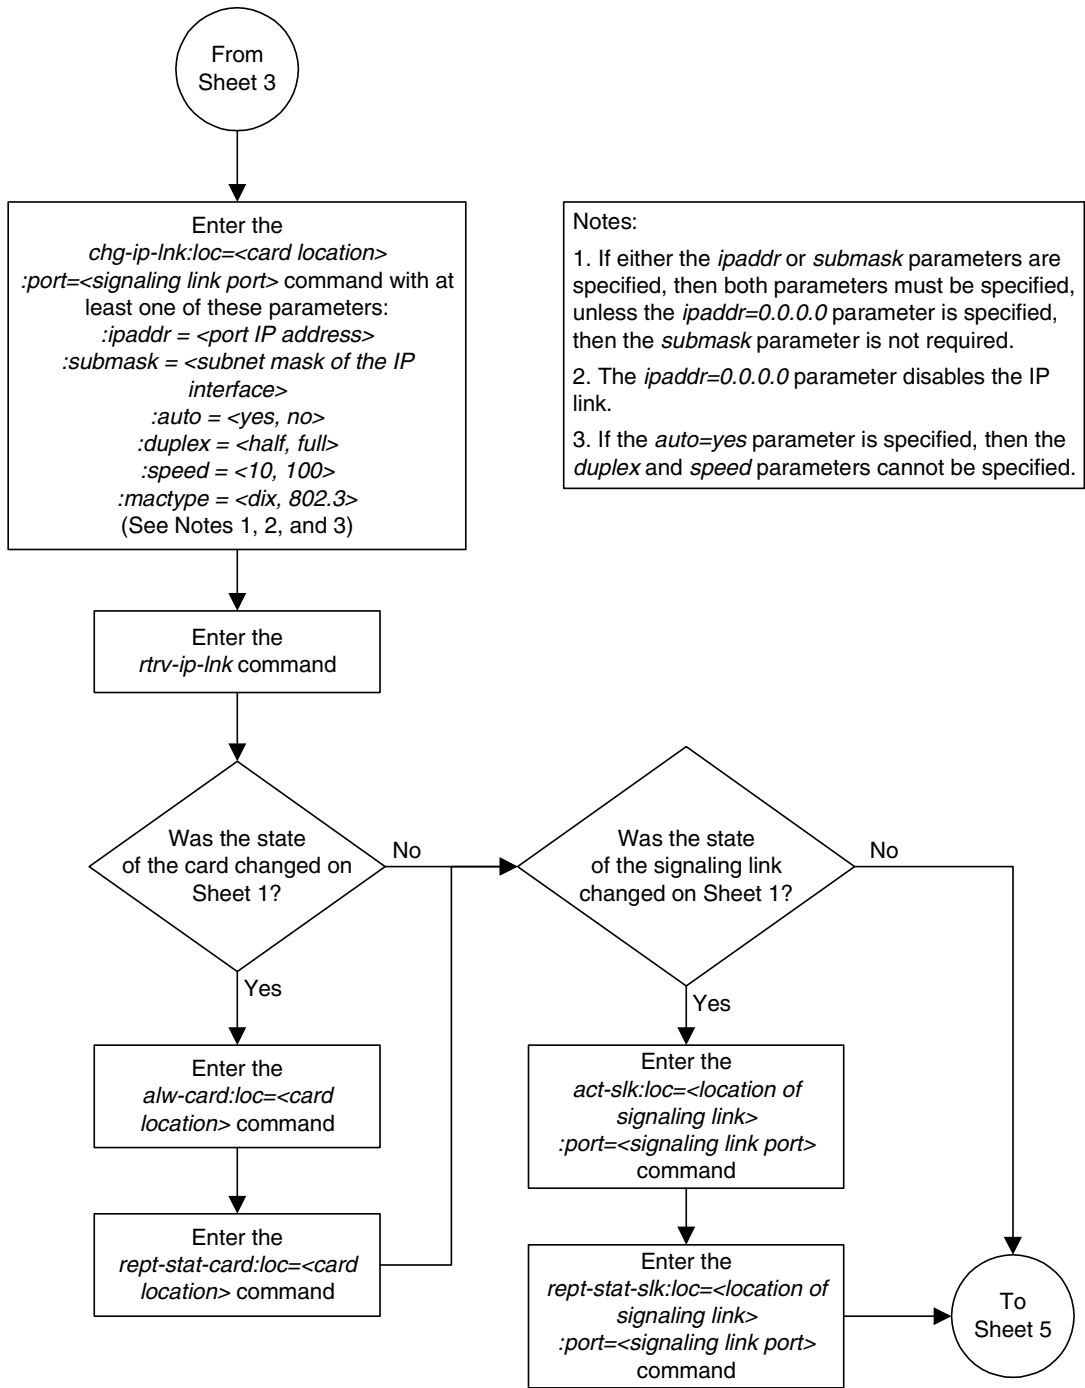 From
Sheet 3
Enter the
chg-ip-lnk:loc=<card location>
:port=<signaling link port> command with at
least one of these parameters:
:ipaddr = <port IP address>
:submask = <subnet mask of the IP
interface>
:auto = <yes, no>
:duplex = <half, full>
:speed = <10, 100>
:mactype = <dix, 802.3>
(See Notes 1, 2, and 3)
Notes:
1. If either the ipaddr or submask parameters are
specified, then both parameters must be specified,
unless the ipaddr=0.0.0.0 parameter is specified,
then the submask parameter is not required.
2. The ipaddr=0.0.0.0 parameter disables the IP
link.
3. If the auto=yes parameter is specified, then the
duplex and speed parameters cannot be specified.
Enter the
rtrv-ip-lnk command
Was the state
of the card changed on
Sheet 1?
No
Yes
Enter the
alw-card:loc=<card
location> command
Enter the
rept-stat-card:loc=<card
location> command
Was the state
of the signaling link
changed on Sheet 1?
No
Yes
Enter the
act-slk:loc=<location of
signaling link>
:port=<signaling link port>
command
Enter the
rept-stat-slk:loc=<location of
signaling link>
:port=<signaling link port>
command
To
Sheet 5